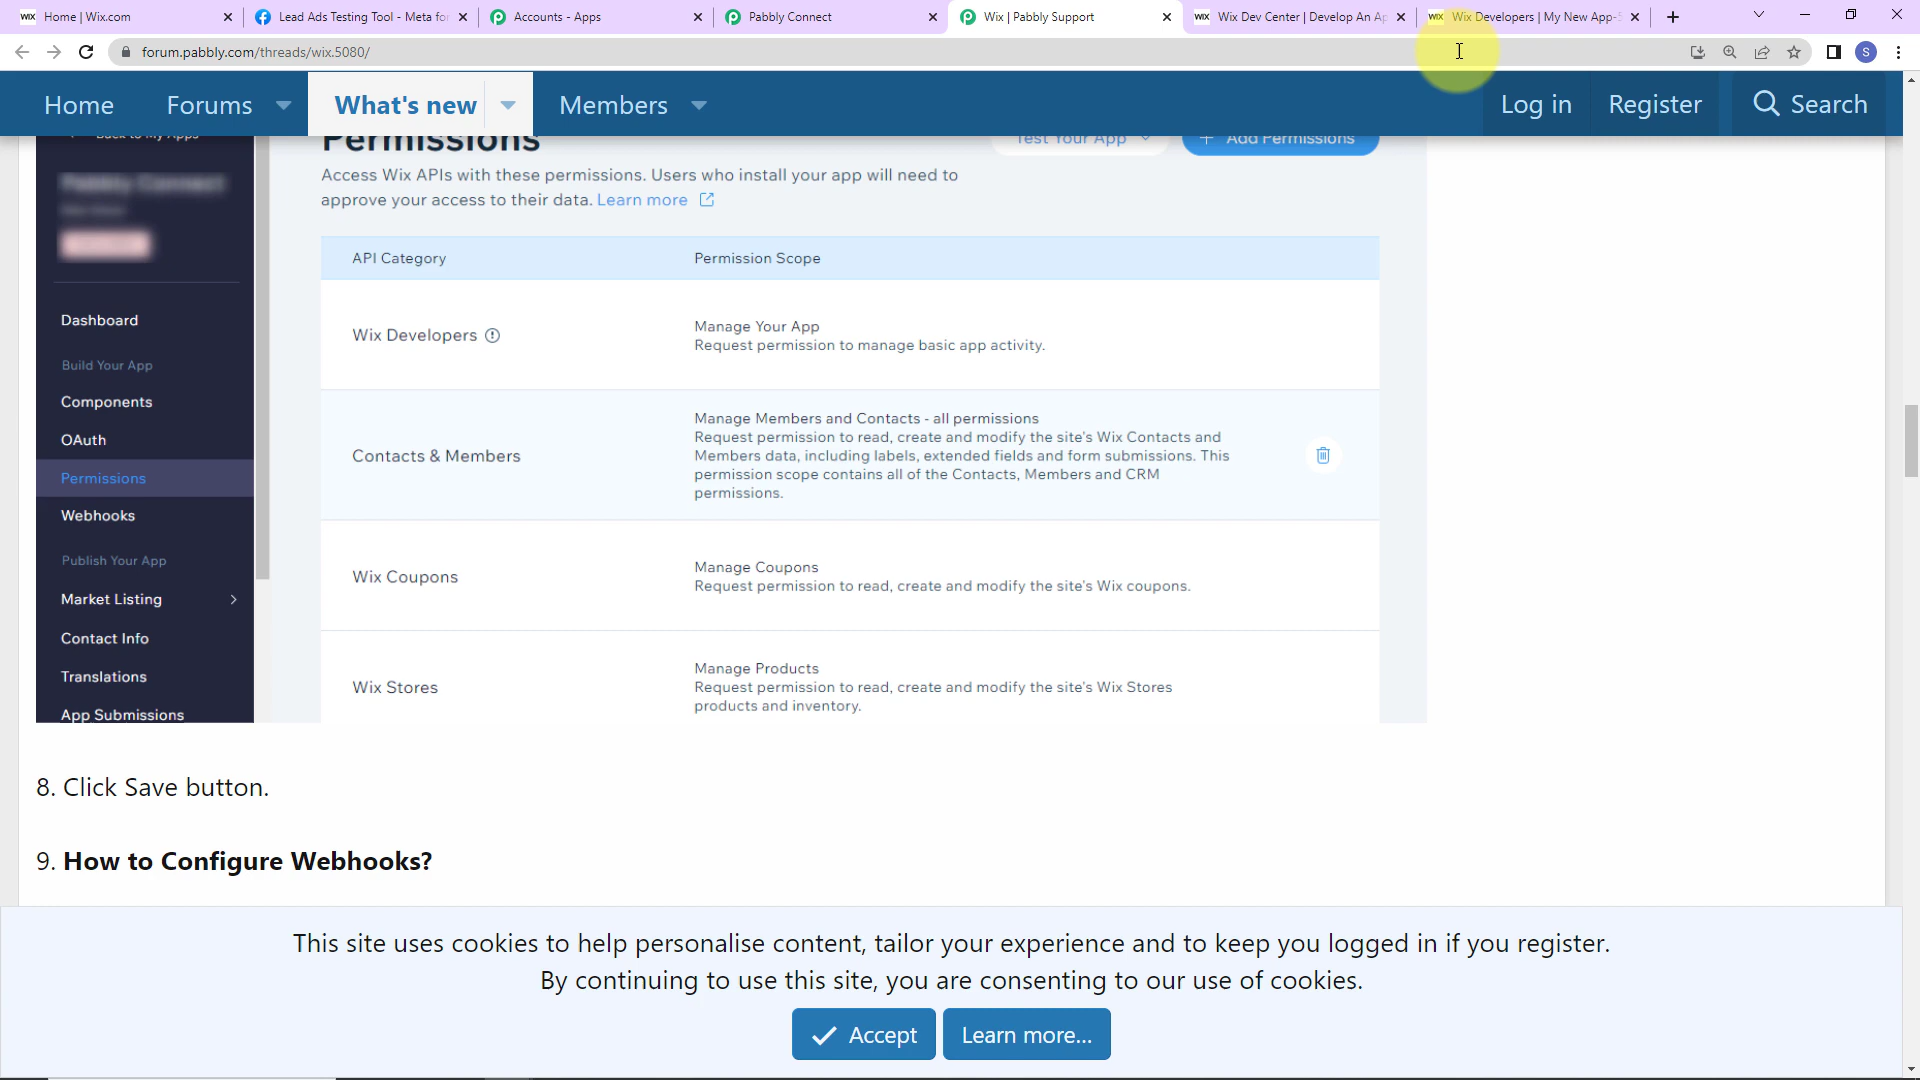 Home | Wix.com
Lead Ads Testing Tool - Meta for
Accounts - Apps
Pabbly Connect
Wix | Pabbly Support
Wix Dev Center | Develop An Ap
Wix Developers | My New App-
forum.pabbly.com/threads/wix.5080/
S
Home
Forums
What's new
Members
Log in
Register
Search
Back to My Apps
Permissions
Test Your App
+ Add Permissions
Access Wix APIs with these permissions. Users who install your app will need to
approve your access to their data. Learn more
Pabbly Connect
API Category
Permission Scope
Dashboard
Build Your App
Components
OAuth
Permissions
Webhooks
Publish Your App
Market Listing
Contact Info
Translations
App Submissions
Wix Developers
Manage Your App
Request permission to manage basic app activity.
Contacts & Members
Manage Members and Contacts - all permissions
Request permission to read, create and modify the site's Wix Contacts and
Members data, including labels, extended fields and form submissions. This
permission scope contains all of the Contacts, Members and CRM
permissions.
Wix Coupons
Manage Coupons
Request permission to read, create and modify the site's Wix coupons.
Wix Stores
Manage Products
Request permission to read, create and modify the site's Wix Stores
products and inventory.
8. Click Save button.
9. How to Configure Webhooks?
This site uses cookies to help personalise content, tailor your experience and to keep you logged in if you register.
By continuing to use this site, you are consenting to our use of cookies.
Accept
Learn more...